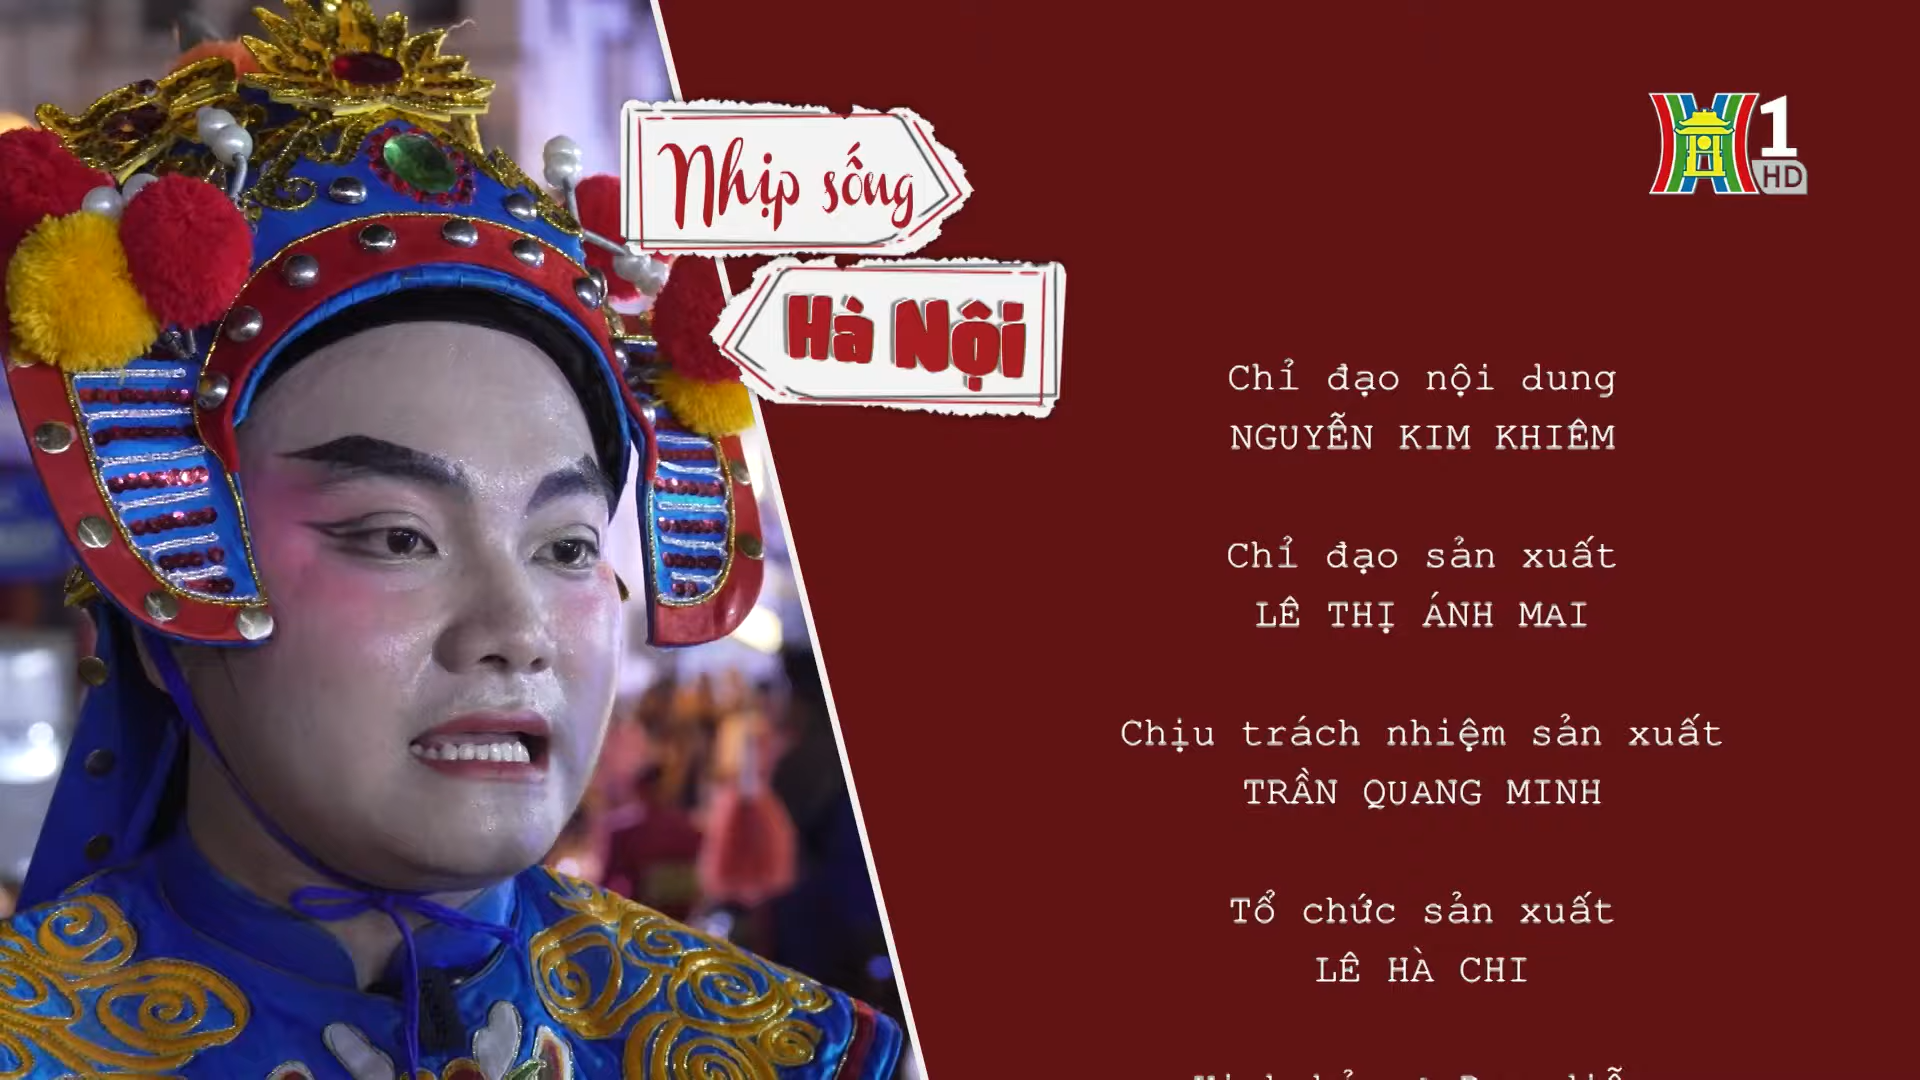 Nhịp sống
Hà Nội
1
HD
Chỉ đạo nội dung
NGUYỄN KIM KHIÊM
Chỉ đạo sản xuất
LÊ THỊ ÁNH MAI
Chịu trách nhiệm sản xuất
TRẦN QUANG MINH
Tổ chức sản xuất
LÊ HÀ CHI